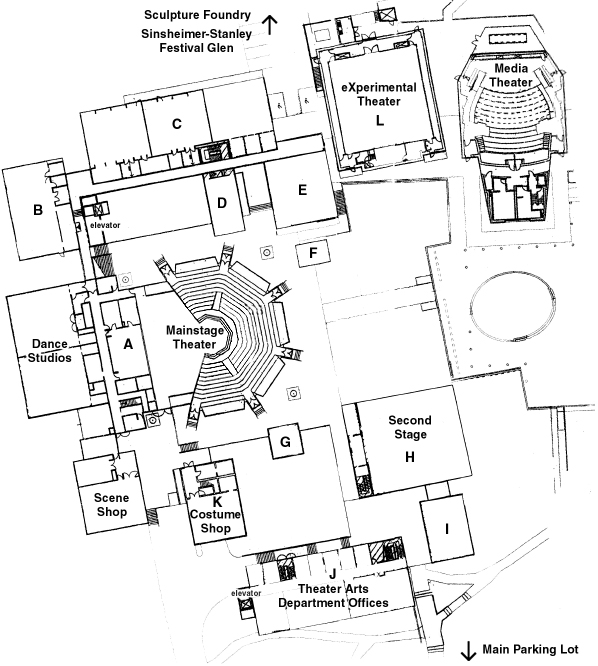 Sculpture Foundry
Sinsheimer-Stanley
Festival Glen
eXperimental
Theater
L
Media
Theater
C
B
D
E
elevator
F
Mainstage
Theater
A
Dance
Studios
Second
Stage
H
G
Scene
Shop
K
Costume
Shop
I
J
Theater Arts
Department Offices
elevator
Main Parking Lot